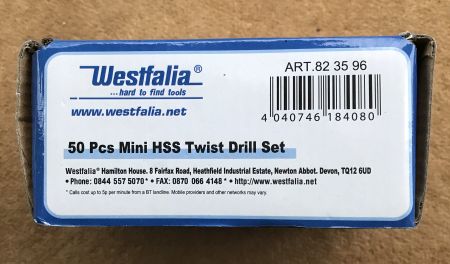 Westfalia®
...hard to find tools
www.westfalia.net
ART.82 35 96
4 040746 184080
50 Pcs Mini HSS Twist Drill Set
Westfalia® Hamilton House. 8 Fairfax Road, Heathfield Industrial Estate, Newton Abbot. Devon, TQ12 6UD
• Phone: 0844 557 5070* • FAX: 0870 066 4148* • http://www.westfalia.net
* Calls cost up to 5p per minute from a BT landline. Mobile providers and other networks may vary.